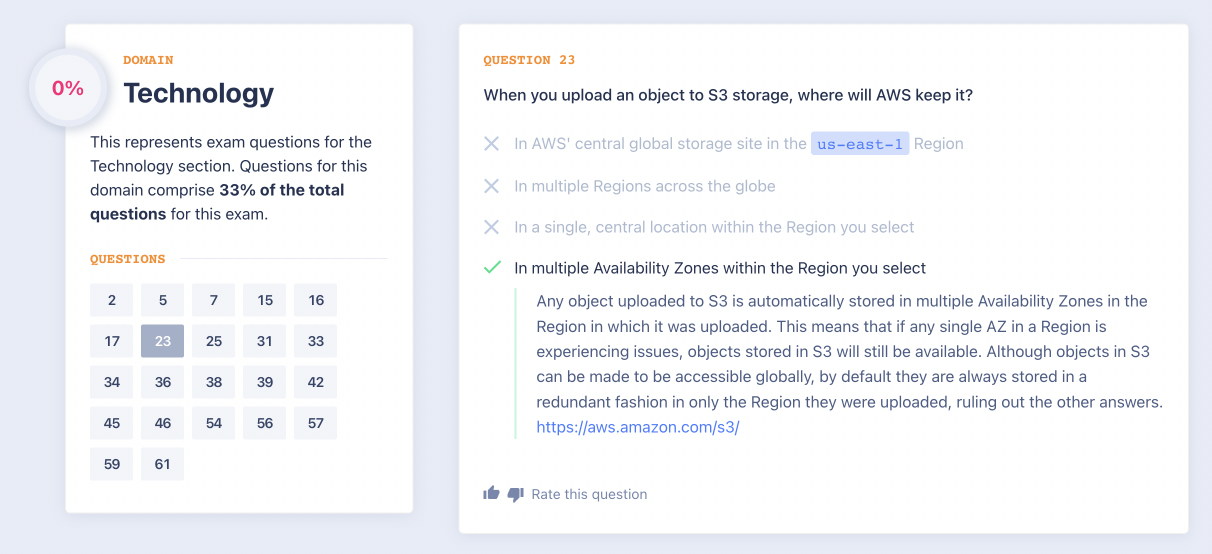 0%
DOMAIN
Technology
This represents exam questions for the
Technology section. Questions for this
domain comprise 33% of the total
questions for this exam.
QUESTIONS
2 5 7 15 16
17 23 25 31 33
34 36 38 39 42
45 46 54 56 57
59 61
QUESTION 23
When you upload an object to S3 storage, where will AWS keep it?
In AWS' central global storage site in the us-east-1 Region
In multiple Regions across the globe
In a single, central location within the Region you select
In multiple Availability Zones within the Region you select
Any object uploaded to S3 is automatically stored in multiple Availability Zones in the
Region in which it was uploaded. This means that if any single AZ in a Region is
experiencing issues, objects stored in S3 will still be available. Although objects in S3
can be made to be accessible globally, by default they are always stored in a
redundant fashion in only the Region they were uploaded, ruling out the other answers.
https://aws.amazon.com/s3/
Rate this question